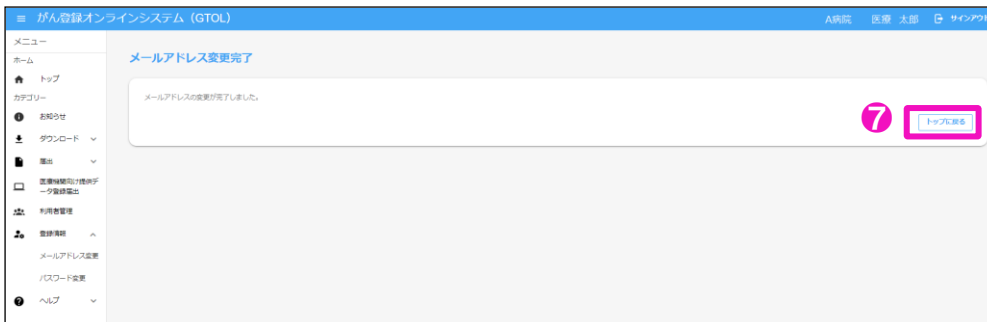 がん登録オンラインシステム (GTOL)
A病院 医療 太郎 サインアウト
メニュー
ホーム
トップ
カテゴリー
お知らせ
ダウンロード
届出
医療機関向け提供デ
ータ登録届出
利用者管理
登録情報
メールアドレス変更
パスワード変更
ヘルプ
メールアドレス変更完了
メールアドレスの変更が完了しました。
7
トップに戻る